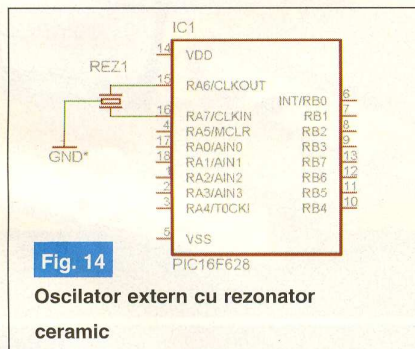 IC1
14
VDD
REZ1
15
RA6/CLKOUT
INT/RB0
6
16
RA7/CLKIN
RB1
7
4
RA5/MCLR
RB2
8
17
RA0/AIN0
RB3
9
GND*
18
RA1/AIN1
RB7
13
1
RA2/AIN2
RB6
12
2
RA3/AIN3
RB5
11
3
RA4/T0CKI
RB4
10
5
VSS
Fig. 14
PIC16F628
Oscilator extern cu rezonator
ceramic